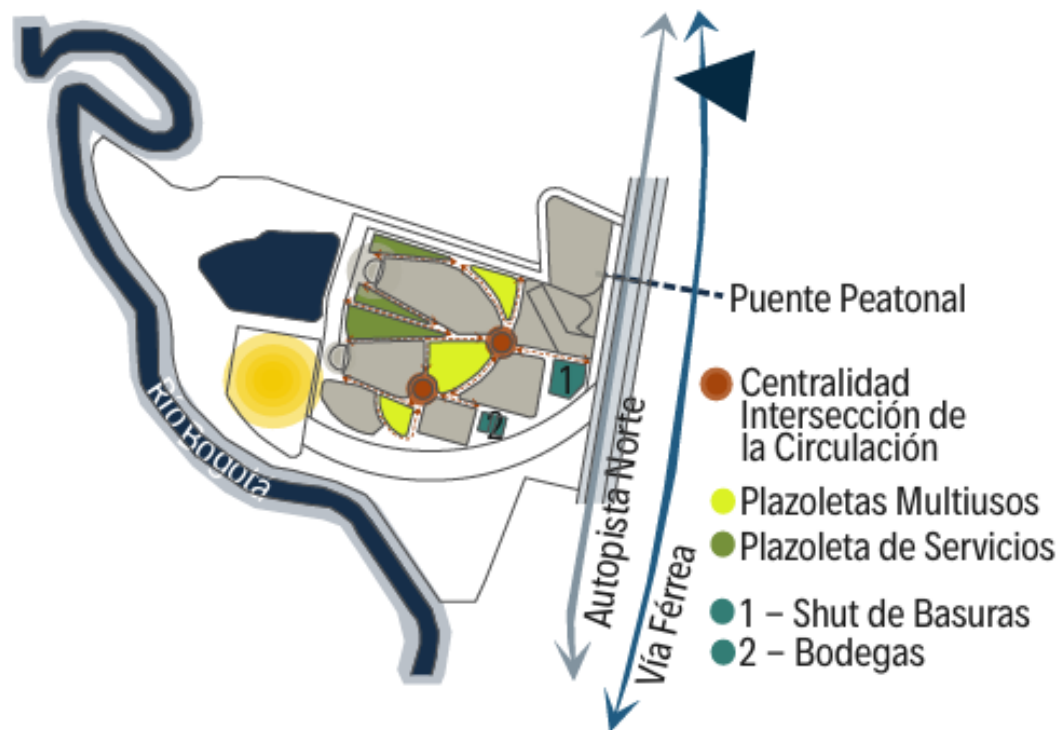 Puente Peatonal
1
2
Río Bogotá
Autopista Norte
Vía Férrea
Centralidad
Intersección de
la Circulación
Plazoletas Multiusos
Plazoleta de Servicios
1 – Shut de Basuras
2 – Bodegas